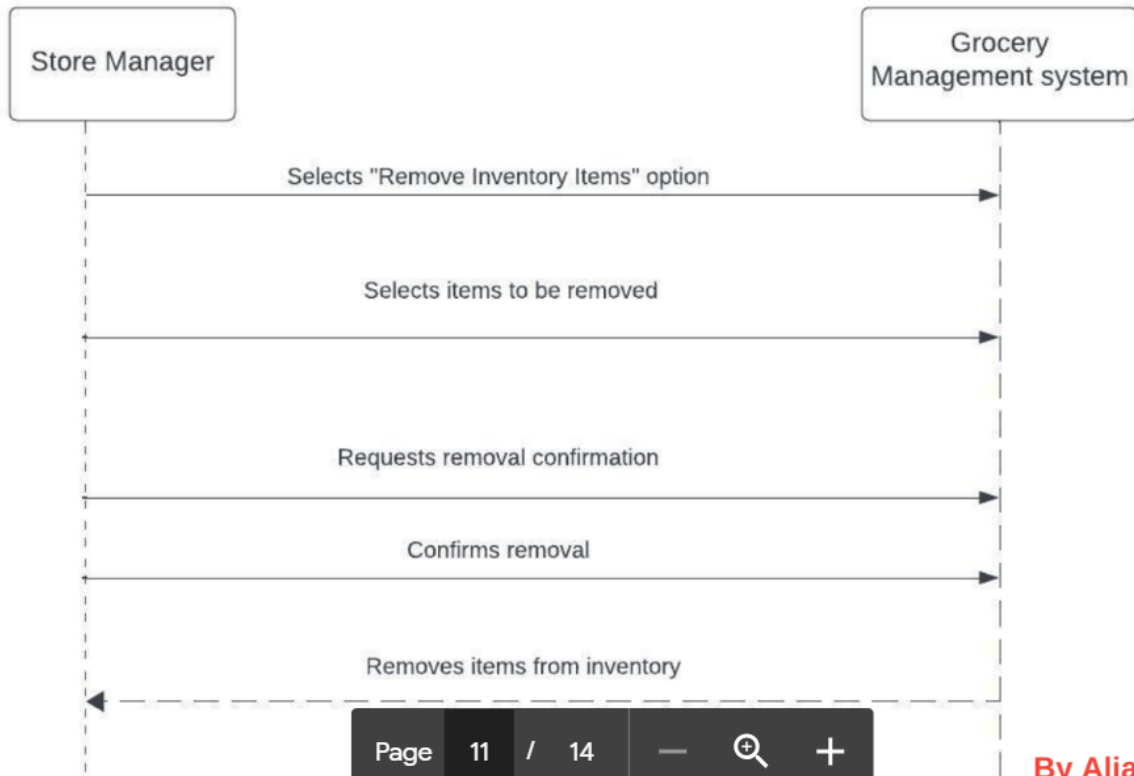 Store Manager
Grocery
Management system
Selects "Remove Inventory Items" option
Selects items to be removed
Requests removal confirmation
Confirms removal
Removes items from inventory
Page 11 / 14
By Alia